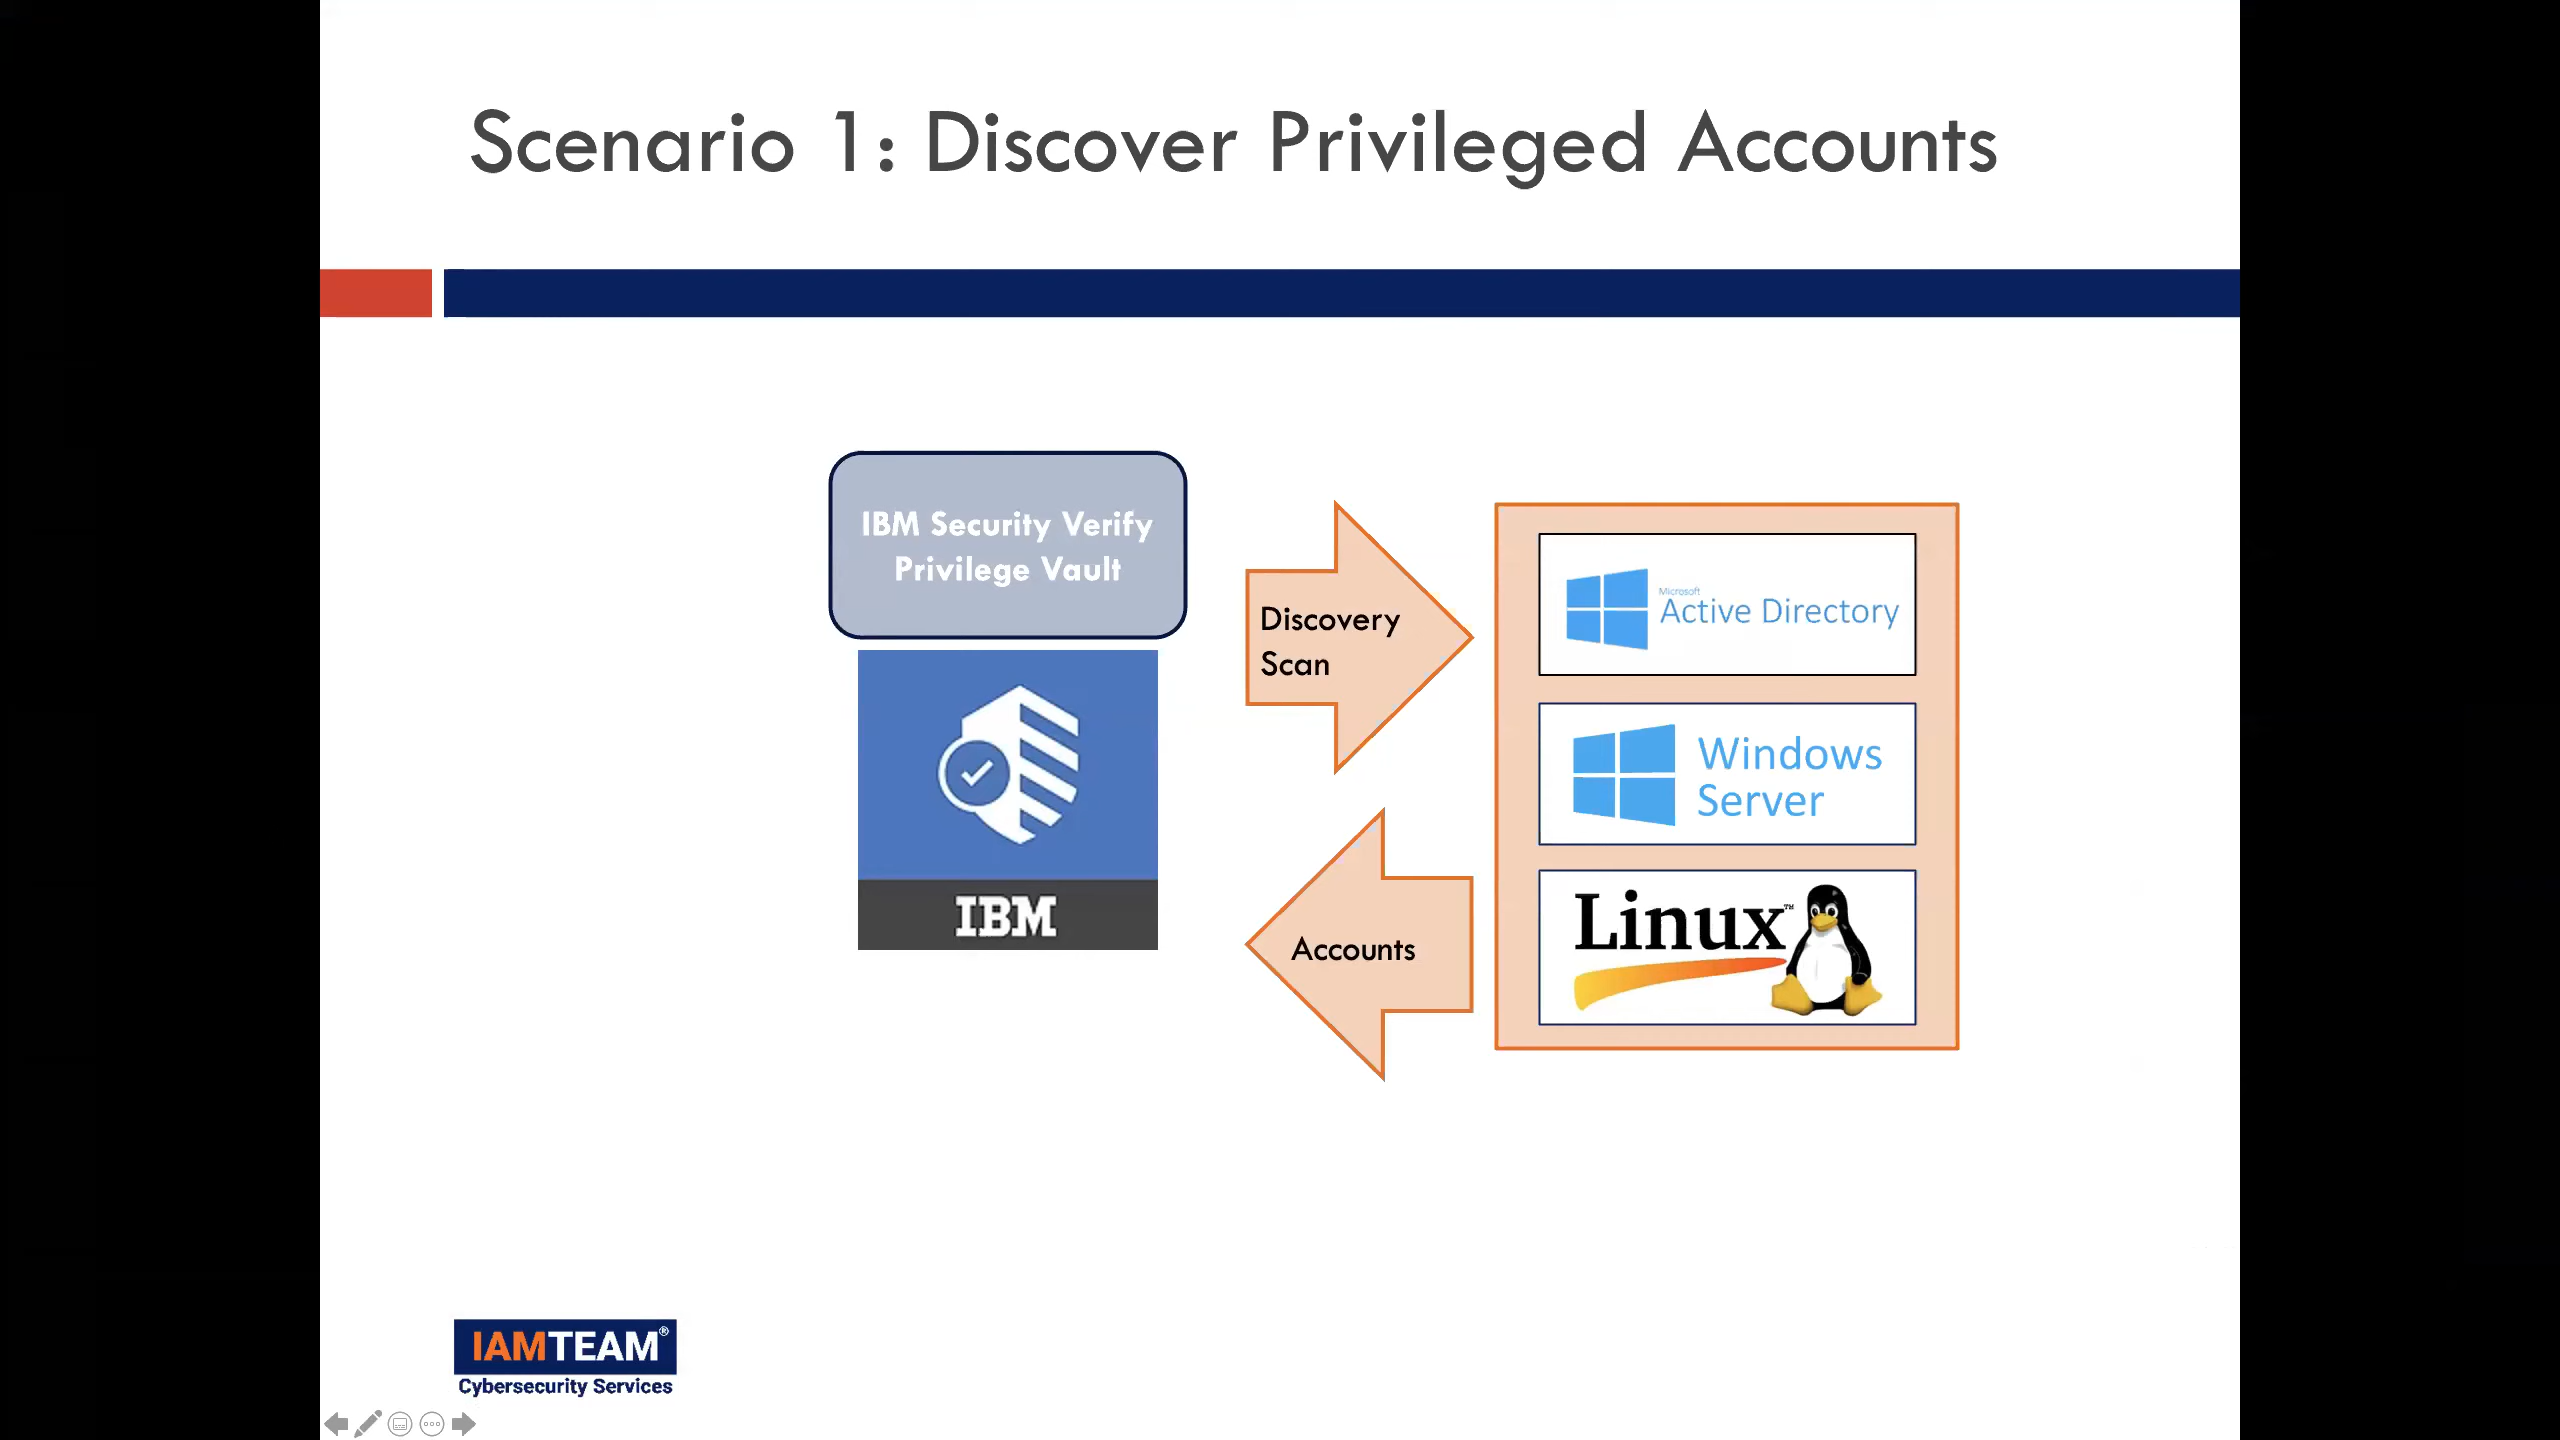 Scenario 1: Discover Privileged Accounts
IBM Security Verify
Privilege Vault
IBM
Discovery
Scan
Accounts
Microsoft
Active Directory
Windows
Server
Linux™
IAMTEAM®
Cybersecurity Services